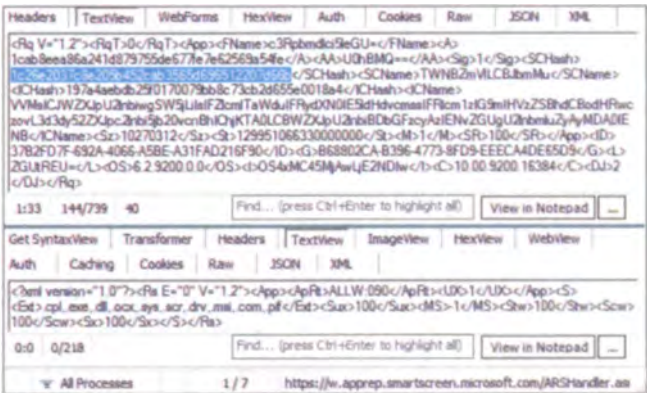 Headers TextView WebForms HexView Auth Cookies Raw JSON XML
<Rq V="1.2"><RqT>0</RqT><App><FName>c3RpbmdlciSleGU=</FName><A>
1cab8eea86a241d879755de677fe7e62569a54fe</A><AA>U0hBMQ==</AA><Sig>1</Sig><SCHash>
</SCHash><SCName>TWNBZmVlLCBJbmMu</SCName>
<ICHash>197a4aebdb25f0170079bb8c73cb2d655e0018a4</ICHash><ICName>
NB</ICName><Sz>10270312</Sz><St>129951066330000000</St><M>1</M><SR>100</SR></App><ID>
37B2FD7F-692A-4066-A5BE-A31FAD216F90</ID><G>B68802CA-B396-4773-8FD9-EEECA4DE65D9</G><L>
ZGUtREU=</L><OS>6.2.9200.0.0</OS><I>OS4xMC45MjAwLjE2NDIw</I><C>10.00.9200.16384</C><DJ>2
</DJ></Rq>
1:33 144/739 40 Find... (press Ctrl+Enter to highlight all) View in Notepad ...
Get SyntaxView Transformer Headers TextView ImageView HexView WebView
Auth Caching Cookies Raw JSON XML
<?xml version="1.0"?><Rs E="0" V="1.2"><App><ApRt>ALLW:090</ApRt><UX>1</UX></App><S>
<Ext>.cpl,.exe,.dll,.ocx,.sys,.scr,.drv,.msi,.com,.pif</Ext><Sux>100</Sux><MS>-1</MS><Stw>100</Stw><Scw>
100</Scw><Sx>100</Sx></S></Rs>
0:0 0/218 Find... (press Ctrl+Enter to highlight all) View in Notepad ...
All Processes 1 / 7 https://w.apprep.smartscreen.microsoft.com/ARSHandler.as